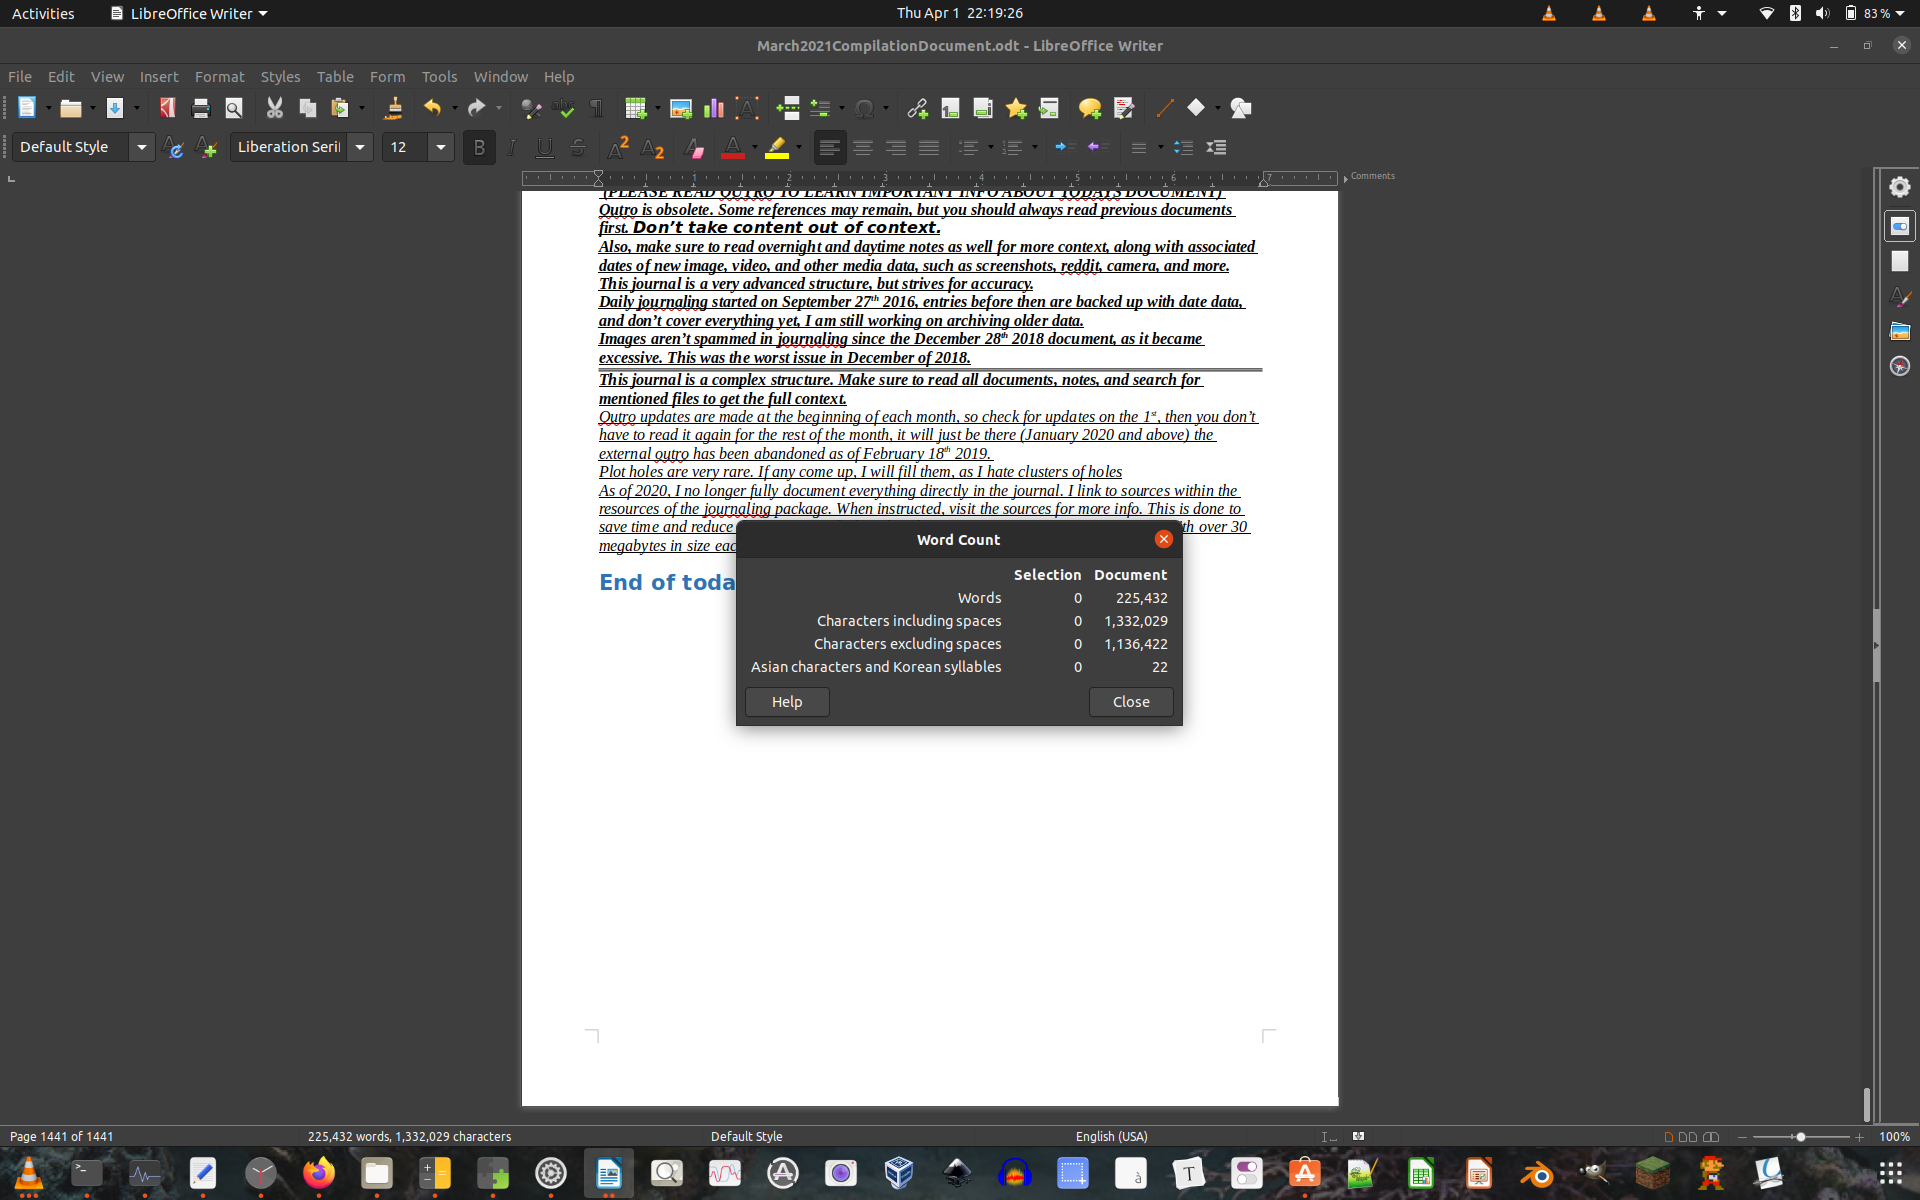 Activities
LibreOffice Writer
Thu Apr 1 22:19:26
83 %
March2021CompilationDocument.odt - LibreOffice Writer
File Edit View Insert Format Styles Table Form Tools Window Help
Default Style
Liberation Seri
12
1 2 3 4 5 6 7
Comments
(PLEASE READ OUTRO TO LEARN IMPORTANT INFO ABOUT TODAYS DOCUMENT)
Outro is obsolete. Some references may remain, but you should always read previous documents
first. Don’t take content out of context.
Also, make sure to read overnight and daytime notes as well for more context, along with associated
dates of new image, video, and other media data, such as screenshots, reddit, camera, and more.
This journal is a very advanced structure, but strives for accuracy.
Daily journaling started on September 27th 2016, entries before then are backed up with date data,
and don’t cover everything yet, I am still working on archiving older data.
Images aren’t spammed in journaling since the December 28th 2018 document, as it became
excessive. This was the worst issue in December of 2018.
This journal is a complex structure. Make sure to read all documents, notes, and search for
mentioned files to get the full context.
Outro updates are made at the beginning of each month, so check for updates on the 1st, then you don’t
have to read it again for the rest of the month, it will just be there (January 2020 and above) the
external outro has been abandoned as of February 18th 2019.
Plot holes are very rare. If any come up, I will fill them, as I hate clusters of holes
As of 2020, I no longer fully document everything directly in the journal. I link to sources within the
resources of the journaling package. When instructed, visit the sources for more info. This is done to
save time and reduce th over 30
megabytes in size eac
End of toda
Word Count
Selection Document
Words 0 225,432
Characters including spaces 0 1,332,029
Characters excluding spaces 0 1,136,422
Asian characters and Korean syllables 0 22
Help
Close
Page 1441 of 1441
225,432 words, 1,332,029 characters
Default Style
English (USA)
100%